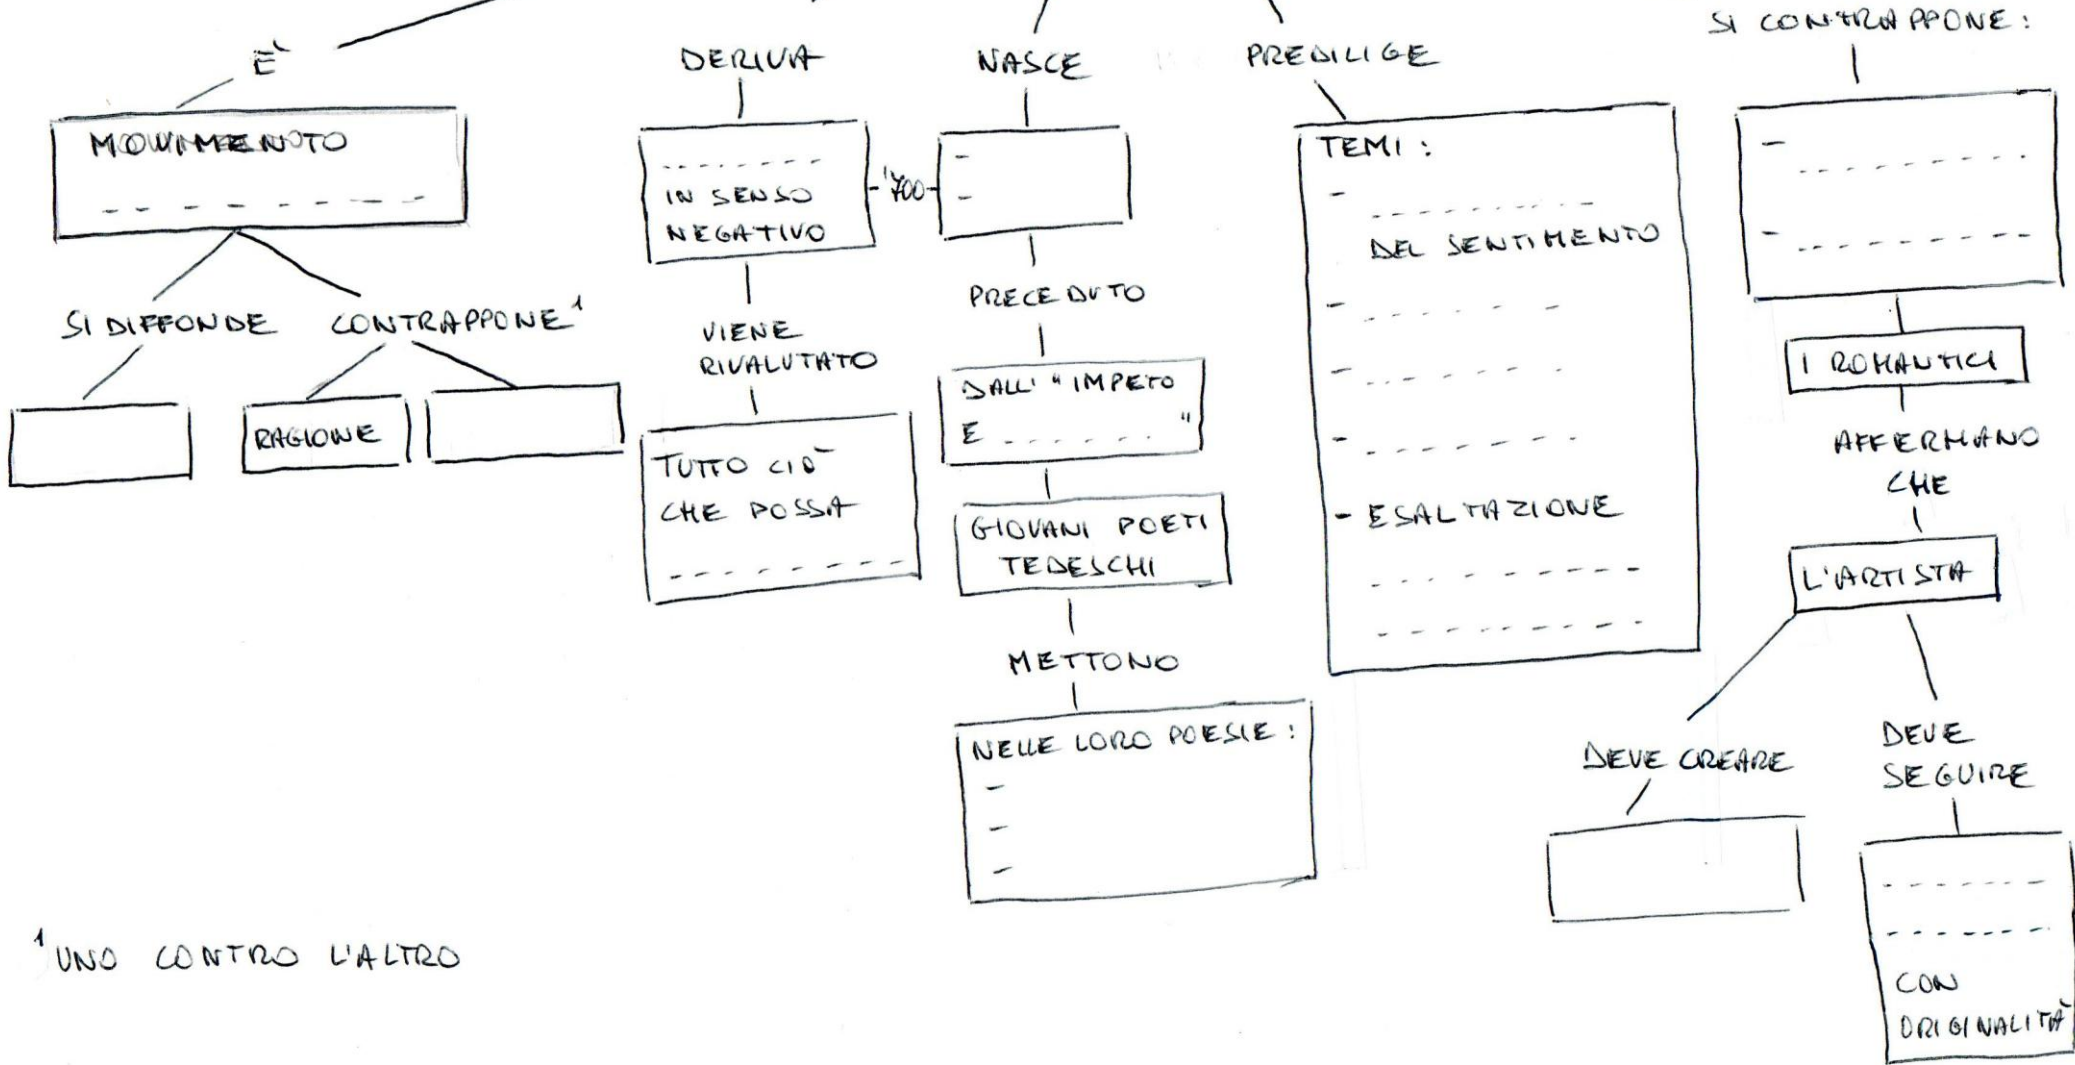 È
MOVIMENTO
SI DIFFONDE
CONTRAPPONE¹
RAGIONE
DERIVA
IN SENSO
NEGATIVO
'700
VIENE
RIVALUTATO
TUTTO CIÒ
CHE POSSA
NASCE
PRECEDUTO
DALL' "IMPETO
E ....... "
GIOVANI POETI
TEDESCHI
METTONO
NELLE LORO POESIE:
-
-
-
PREDILIGE
TEMI:
-
DEL SENTIMENTO
-
-
-
- ESALTAZIONE
SI CONTRAPPONE:
-
-
I ROMANTICI
AFFERMANO
CHE
L'ARTISTA
DEVE CREARE
DEVE
SEGUIRE
CON
ORIGINALITÀ
¹ UNO CONTRO L'ALTRO